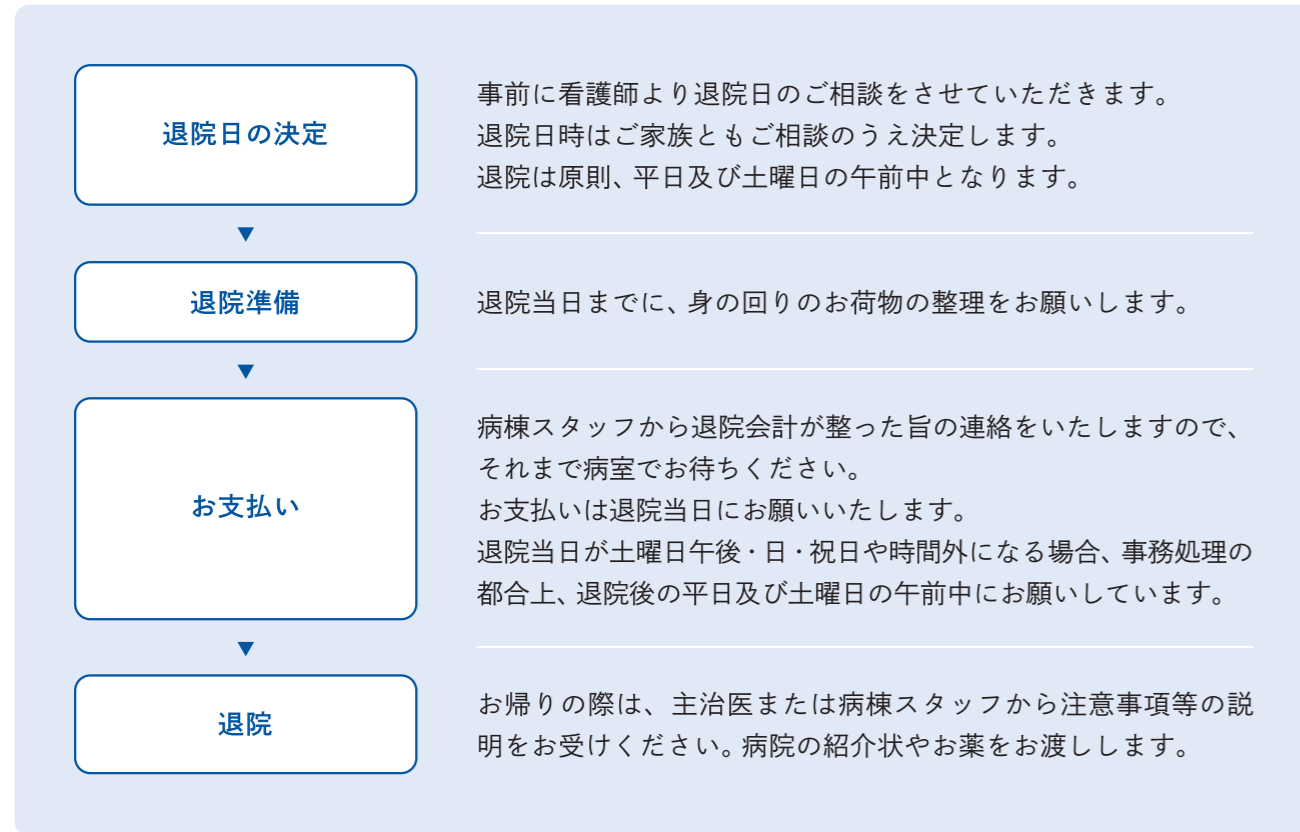 退院日の決定
事前に看護師より退院日のご相談をさせていただきます。
退院日時はご家族ともご相談のうえ決定します。
退院は原則、平日及び土曜日の午前中となります。
▼
退院準備
退院当日までに、身の回りのお荷物の整理をお願いします。
▼
お支払い
病棟スタッフから退院会計が整った旨の連絡をいたしますので、
それまで病室でお待ちください。
お支払いは退院当日にお願いいたします。
退院当日が土曜日午後・日・祝日や時間外になる場合、事務処理の
都合上、退院後の平日及び土曜日の午前中にお願いしています。
▼
退院
お帰りの際は、主治医または病棟スタッフから注意事項等の説
明をお受けください。病院の紹介状やお薬をお渡しします。